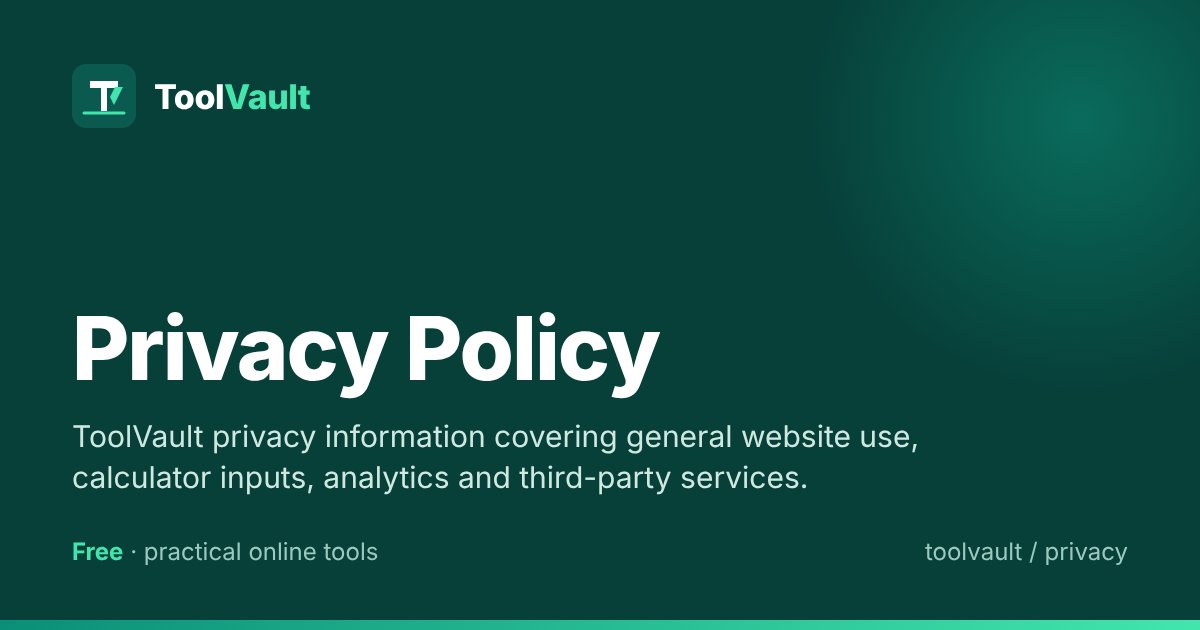 ToolVault
Privacy Policy
ToolVault privacy information covering general website use,
calculator inputs, analytics and third-party services.
Free · practical online tools
toolvault / privacy